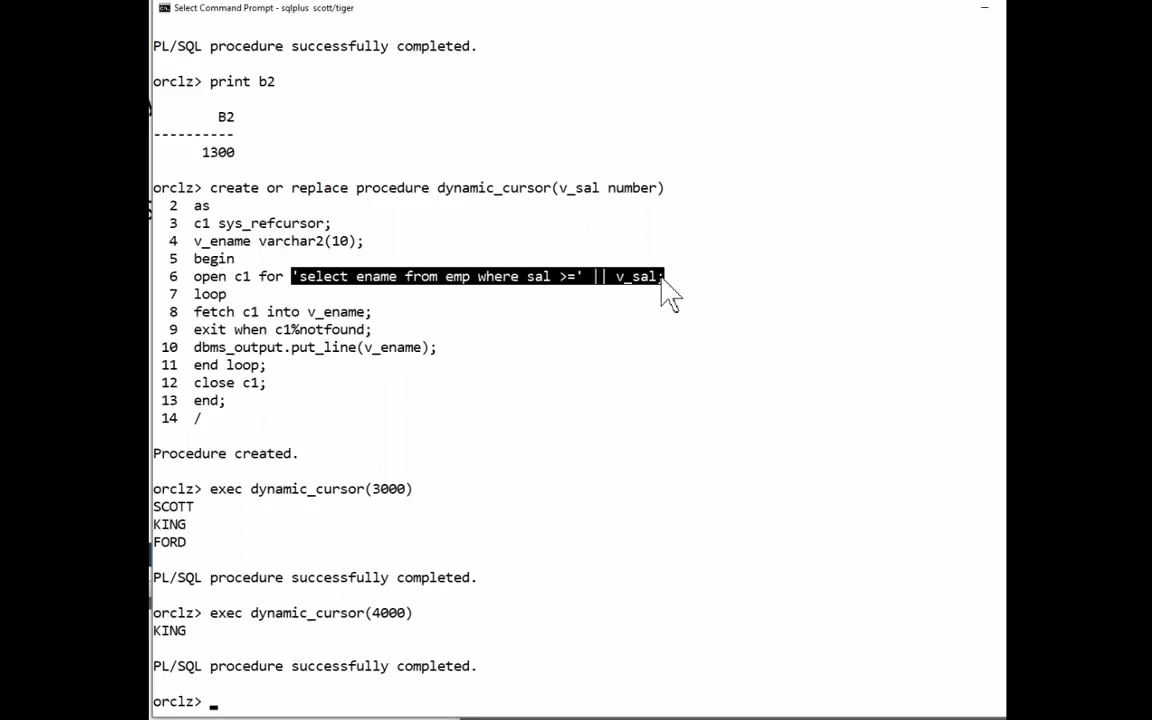 Select Command Prompt - sqlplus  scott/tiger
PL/SQL procedure successfully completed.
orclz> print b2
B2
----------
1300
orclz> create or replace procedure dynamic_cursor(v_sal number)
2  as
3  c1 sys_refcursor;
4  v_ename varchar2(10);
5  begin
6  open c1 for 'select ename from emp where sal >=' || v_sal;
7  loop
8  fetch c1 into v_ename;
9  exit when c1%notfound;
10  dbms_output.put_line(v_ename);
11  end loop;
12  close c1;
13  end;
14  /
Procedure created.
orclz> exec dynamic_cursor(3000)
SCOTT
KING
FORD
PL/SQL procedure successfully completed.
orclz> exec dynamic_cursor(4000)
KING
PL/SQL procedure successfully completed.
orclz>